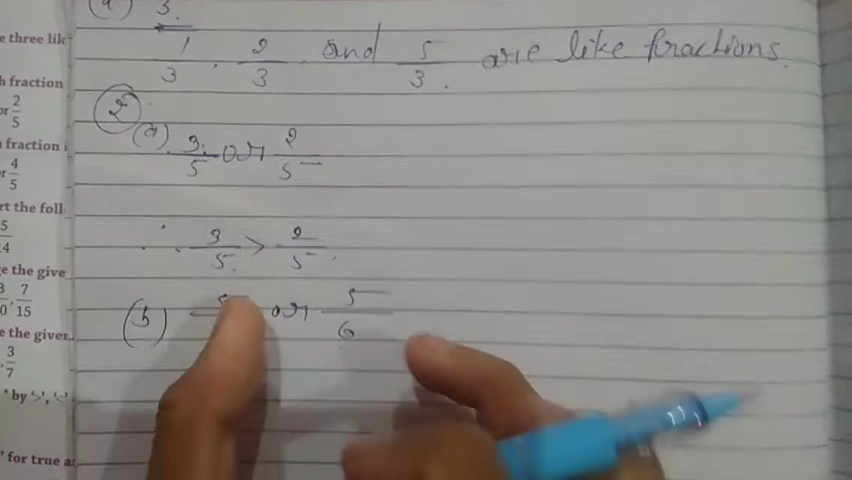 (a) 3.
1/3 , 2/3 and 5/3 . are like fractions.
(2)
(a) 3/5 or 2/5
∴ 3/5 > 2/5 .
(b) or 5/6
e three lik
fraction
or 2/5
fraction
r 4/5
rt the foll
5
4
e the give
3/0, 7/15
e the given
, 3/7
* by '>', '<'
' for true a